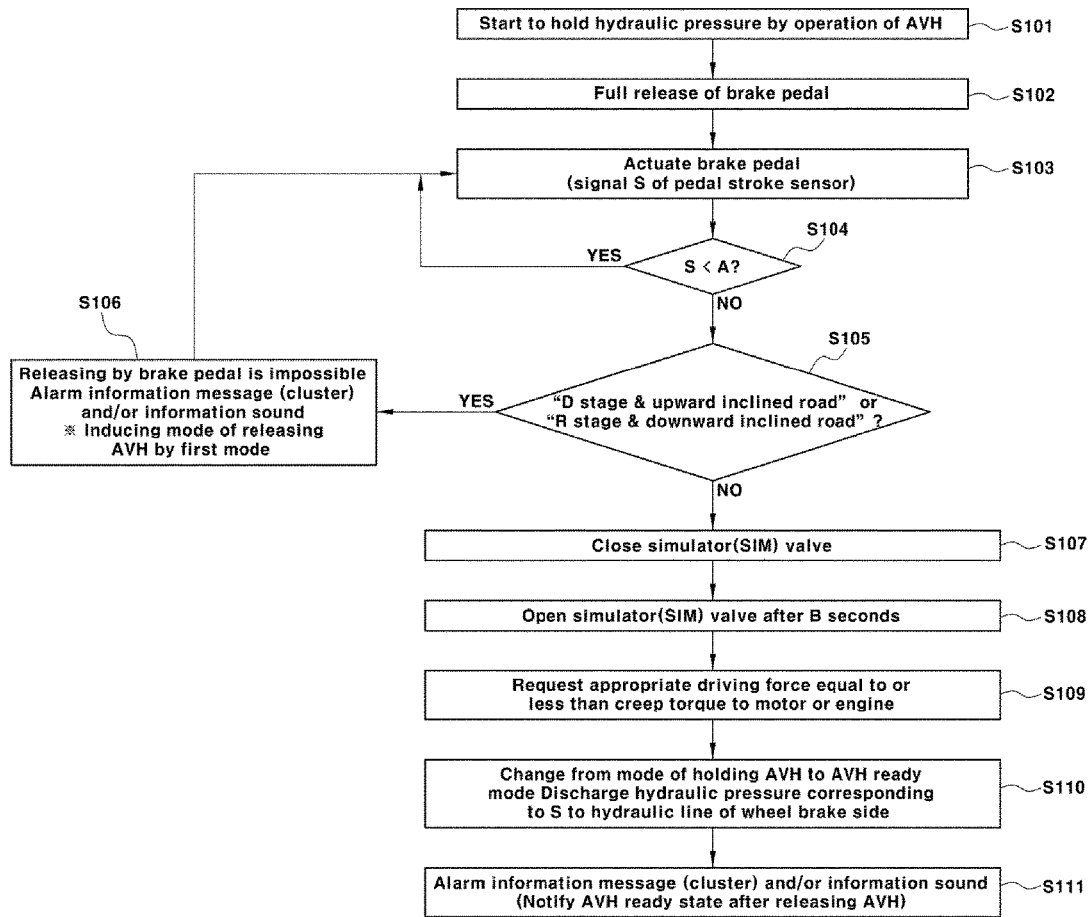 Start to hold hydraulic pressure by operation of AVH
S101
Full release of brake pedal
S102
Actuate brake pedal
(signal S of pedal stroke sensor)
S103
S104
YES
S < A?
NO
S106
S105
Releasing by brake pedal is impossible
Alarm information message (cluster)
and/or information sound
※ Inducing mode of releasing
AVH by first mode
YES
“D stage & upward inclined road” or
“R stage & downward inclined road” ?
NO
Close simulator(SIM) valve
S107
Open simulator(SIM) valve after B seconds
S108
Request appropriate driving force equal to or
less than creep torque to motor or engine
S109
Change from mode of holding AVH to AVH ready
mode Discharge hydraulic pressure corresponding
to S to hydraulic line of wheel brake side
S110
Alarm information message (cluster) and/or information sound
(Notify AVH ready state after releasing AVH)
S111